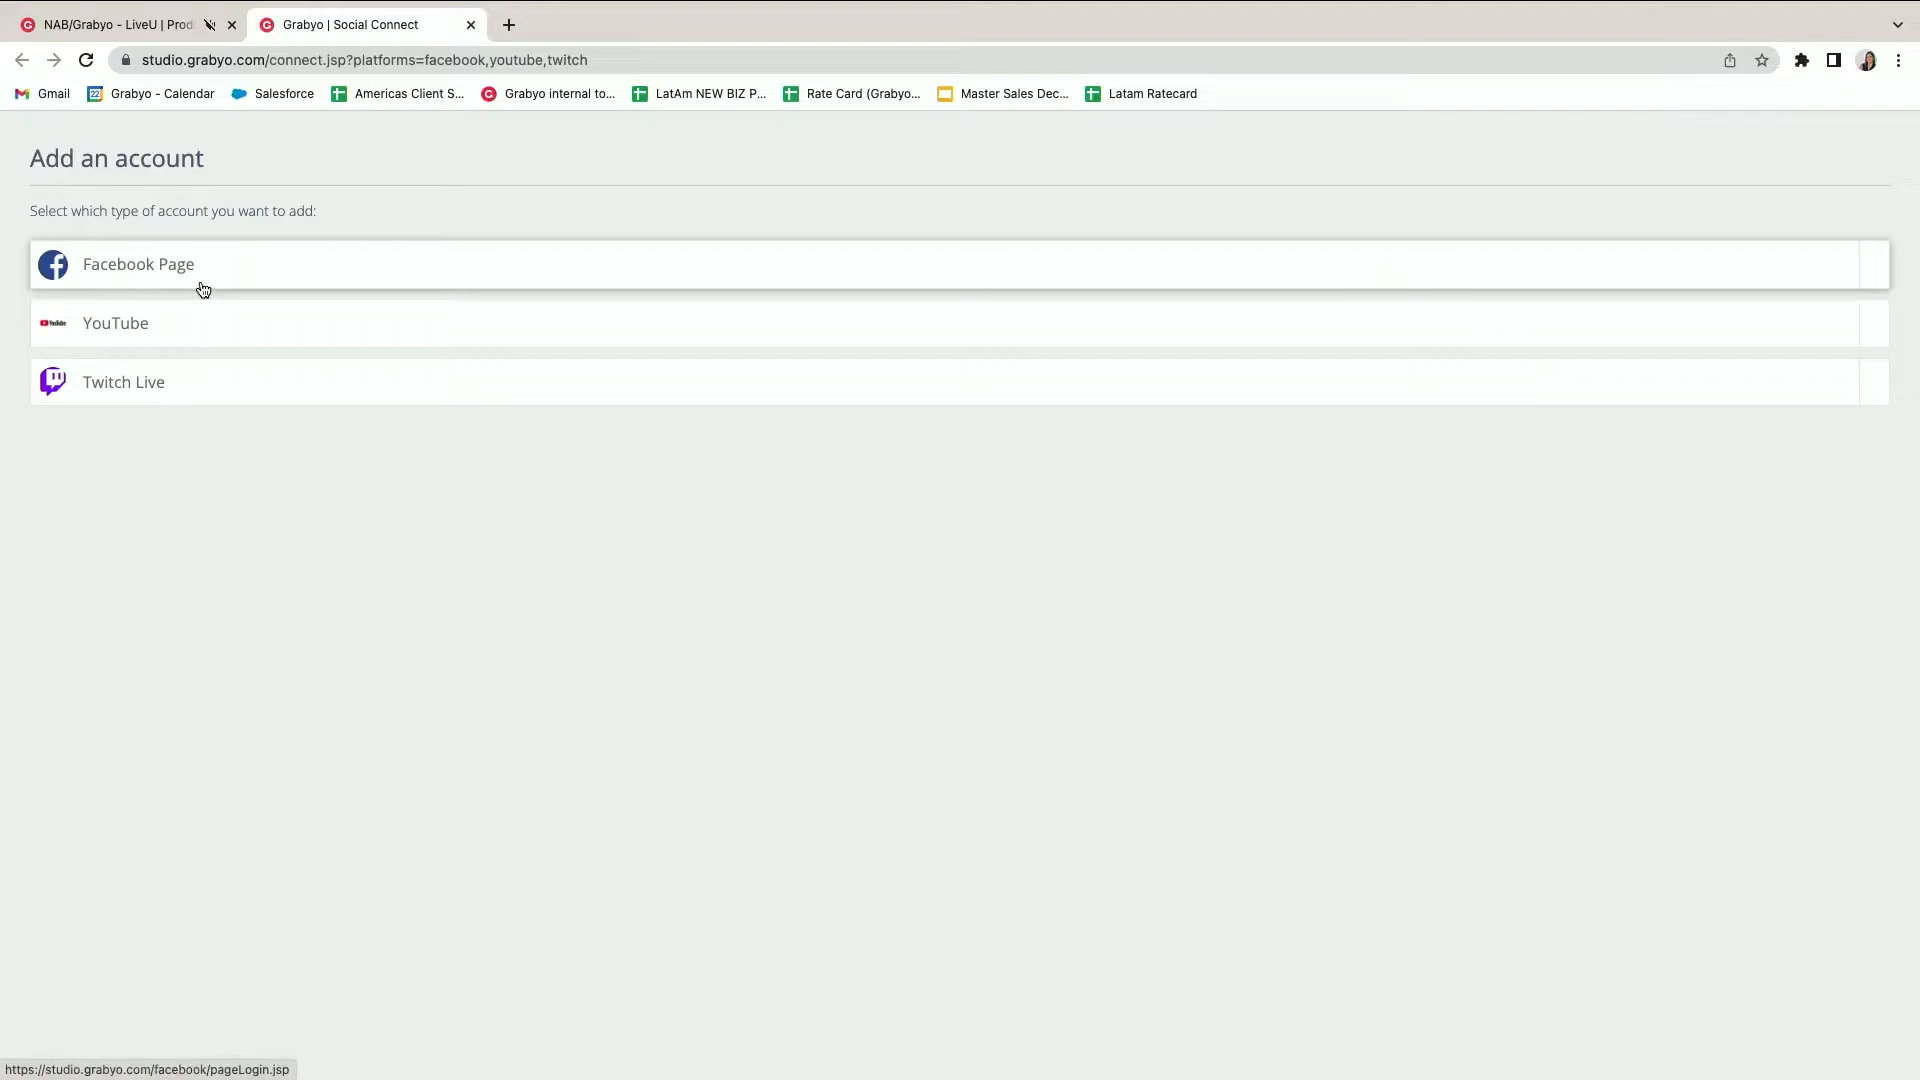 NAB/Grabyo - LiveU | Prod
Grabyo | Social Connect
studio.grabyo.com/connect.jsp?platforms=facebook,youtube,twitch
Gmail
22
Grabyo - Calendar
Salesforce
Americas Client S...
Grabyo internal to...
LatAm NEW BIZ P...
Rate Card (Grabyo...
Master Sales Dec...
Latam Ratecard
Add an account
Select which type of account you want to add:
Facebook Page
YouTube
YouTube
Twitch Live
https://studio.grabyo.com/facebook/pageLogin.jsp